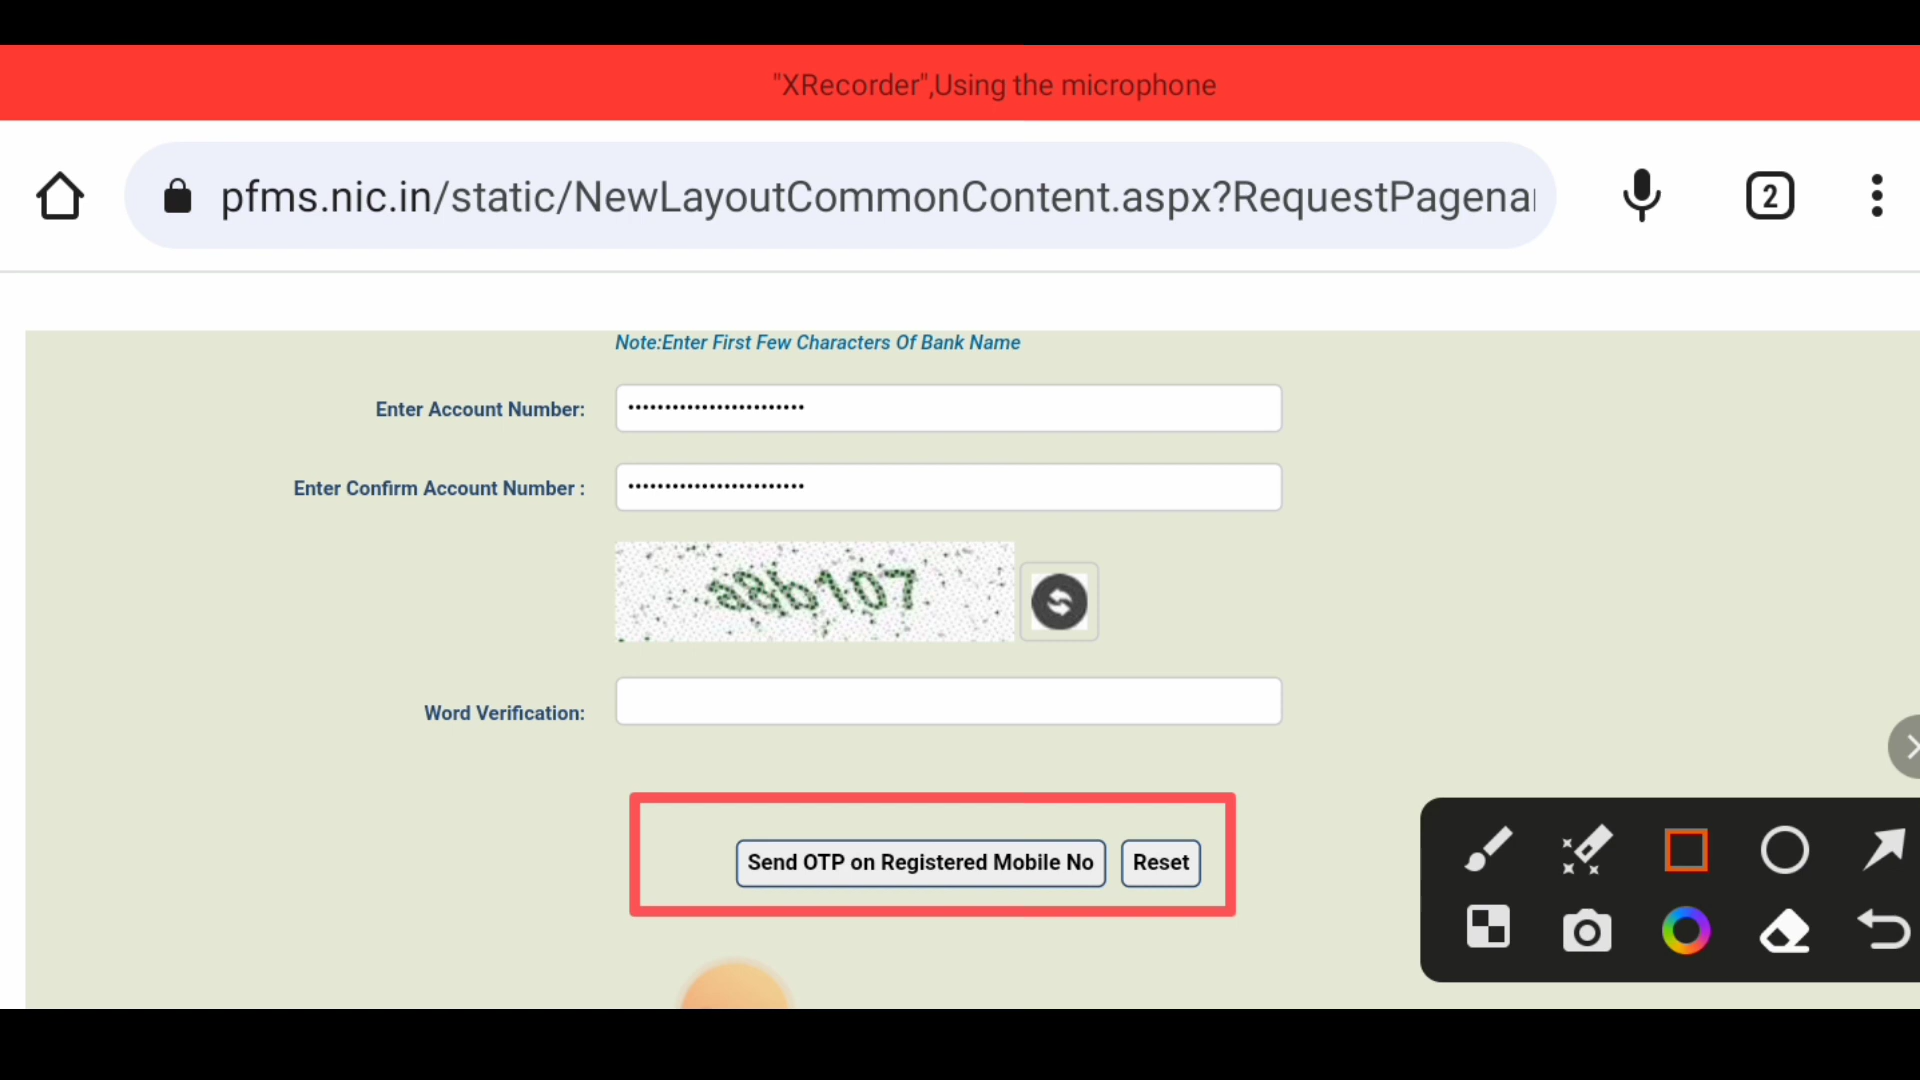 "XRecorder",Using the microphone
pfms.nic.in/static/NewLayoutCommonContent.aspx?RequestPagenar
2
Note:Enter First Few Characters Of Bank Name
Enter Account Number:
Enter Confirm Account Number :
Word Verification:
Send OTP on Registered Mobile No
Reset